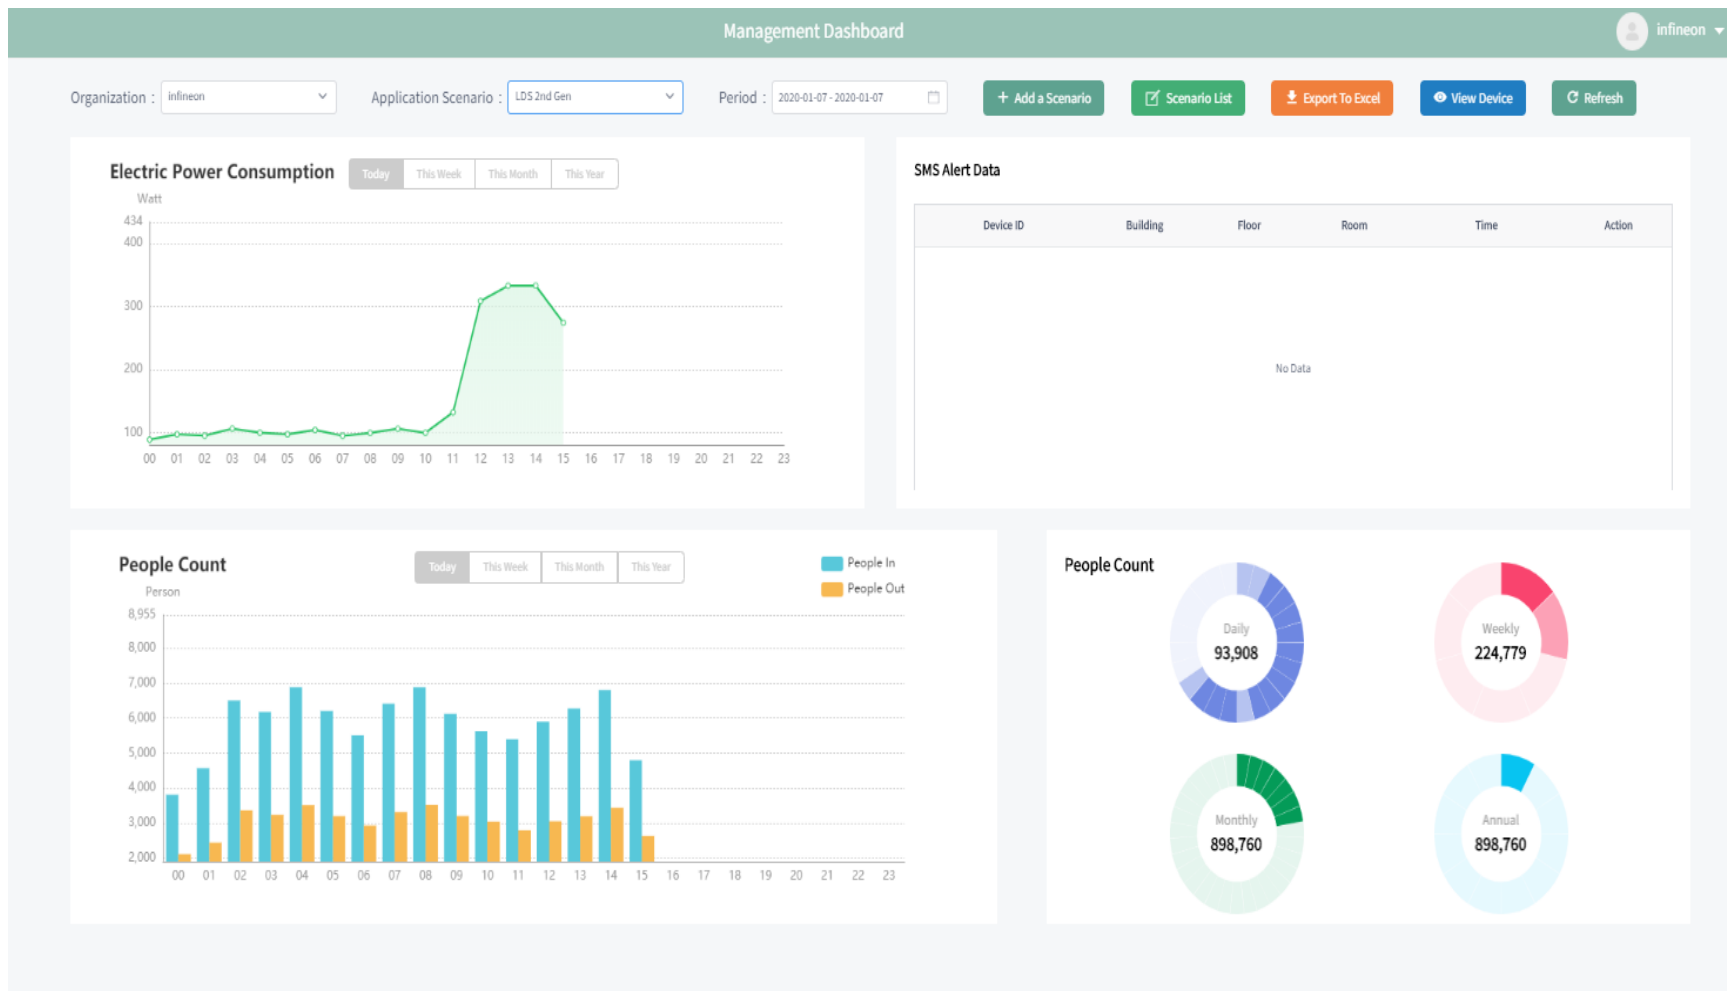 Management Dashboard
infineon
Organization : infineon
Application Scenario : LDS 2nd Gen
Period : 2020-01-07 - 2020-01-07
+ Add a Scenario
Scenario List
Export To Excel
View Device
Refresh
Electric Power Consumption
Today This Week This Month This Year
Watt
434
400
300
200
100
00 01 02 03 04 05 06 07 08 09 10 11 12 13 14 15 16 17 18 19 20 21 22 23
SMS Alert Data
Device ID Building Floor Room Time Action
No Data
People Count
Today This Week This Month This Year
People In
People Out
Person
8,955
8,000
7,000
6,000
5,000
4,000
3,000
2,000
00 01 02 03 04 05 06 07 08 09 10 11 12 13 14 15 16 17 18 19 20 21 22 23
People Count
Daily
93,908
Weekly
224,779
Monthly
898,760
Annual
898,760